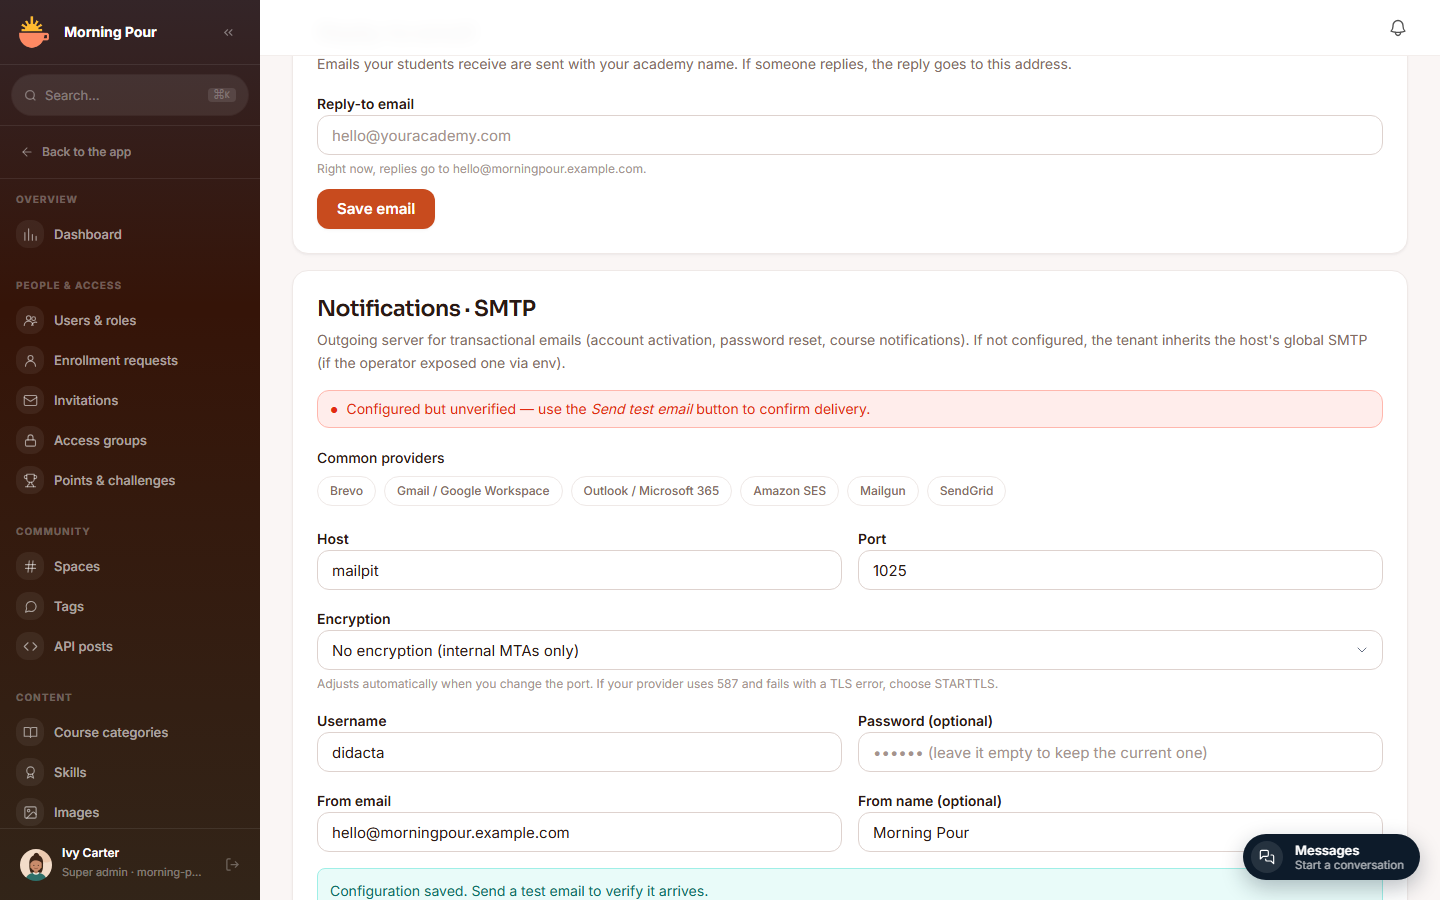 Morning Pour
Search...
⌘K
Back to the app
OVERVIEW
Dashboard
PEOPLE & ACCESS
Users & roles
Enrollment requests
Invitations
Access groups
Points & challenges
COMMUNITY
Spaces
Tags
API posts
CONTENT
Course categories
Skills
Images
Ivy Carter
Super admin · morning-p...
Emails your students receive are sent with your academy name. If someone replies, the reply goes to this address.
Reply-to email
hello@youracademy.com
Right now, replies go to hello@morningpour.example.com.
Save email
Notifications · SMTP
Outgoing server for transactional emails (account activation, password reset, course notifications). If not configured, the tenant inherits the host's global SMTP
(if the operator exposed one via env).
Configured but unverified — use the Send test email button to confirm delivery.
Common providers
Brevo
Gmail / Google Workspace
Outlook / Microsoft 365
Amazon SES
Mailgun
SendGrid
Host
Port
mailpit
1025
Encryption
No encryption (internal MTAs only)
Adjusts automatically when you change the port. If your provider uses 587 and fails with a TLS error, choose STARTTLS.
Username
Password (optional)
didacta
•••••• (leave it empty to keep the current one)
From email
From name (optional)
hello@morningpour.example.com
Morning Pour
Configuration saved. Send a test email to verify it arrives.
Messages
Start a conversation